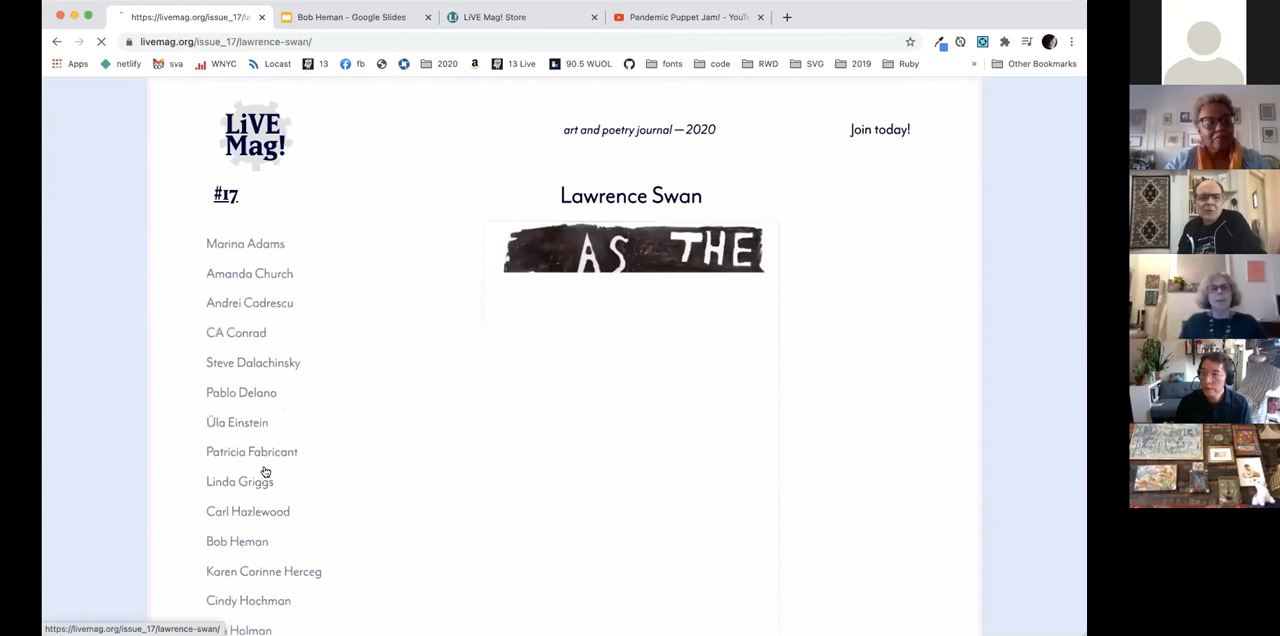 https://livemag.org/issue_17/la
Bob Heman - Google Slides
LiVE Mag! Store
Pandemic Puppet Jam! - YouT
livemag.org/issue_17/lawrence-swan/
Apps
netlify
sva
WNYC
Locast
13
fb
2020
13 Live
90.5 WUOL
fonts
code
RWD
SVG
2019
Ruby
»
Other Bookmarks
LiVE
Mag!
art and poetry journal — 2020
Join today!
#17
Lawrence Swan
AS THE
Marina Adams
Amanda Church
Andrei Codrescu
CA Conrad
Steve Dalachinsky
Pablo Delano
Üla Einstein
Patricia Fabricant
Linda Griggs
Carl Hazlewood
Bob Heman
Karen Corinne Herceg
Cindy Hochman
Holman
https://livemag.org/issue_17/lawrence-swan/